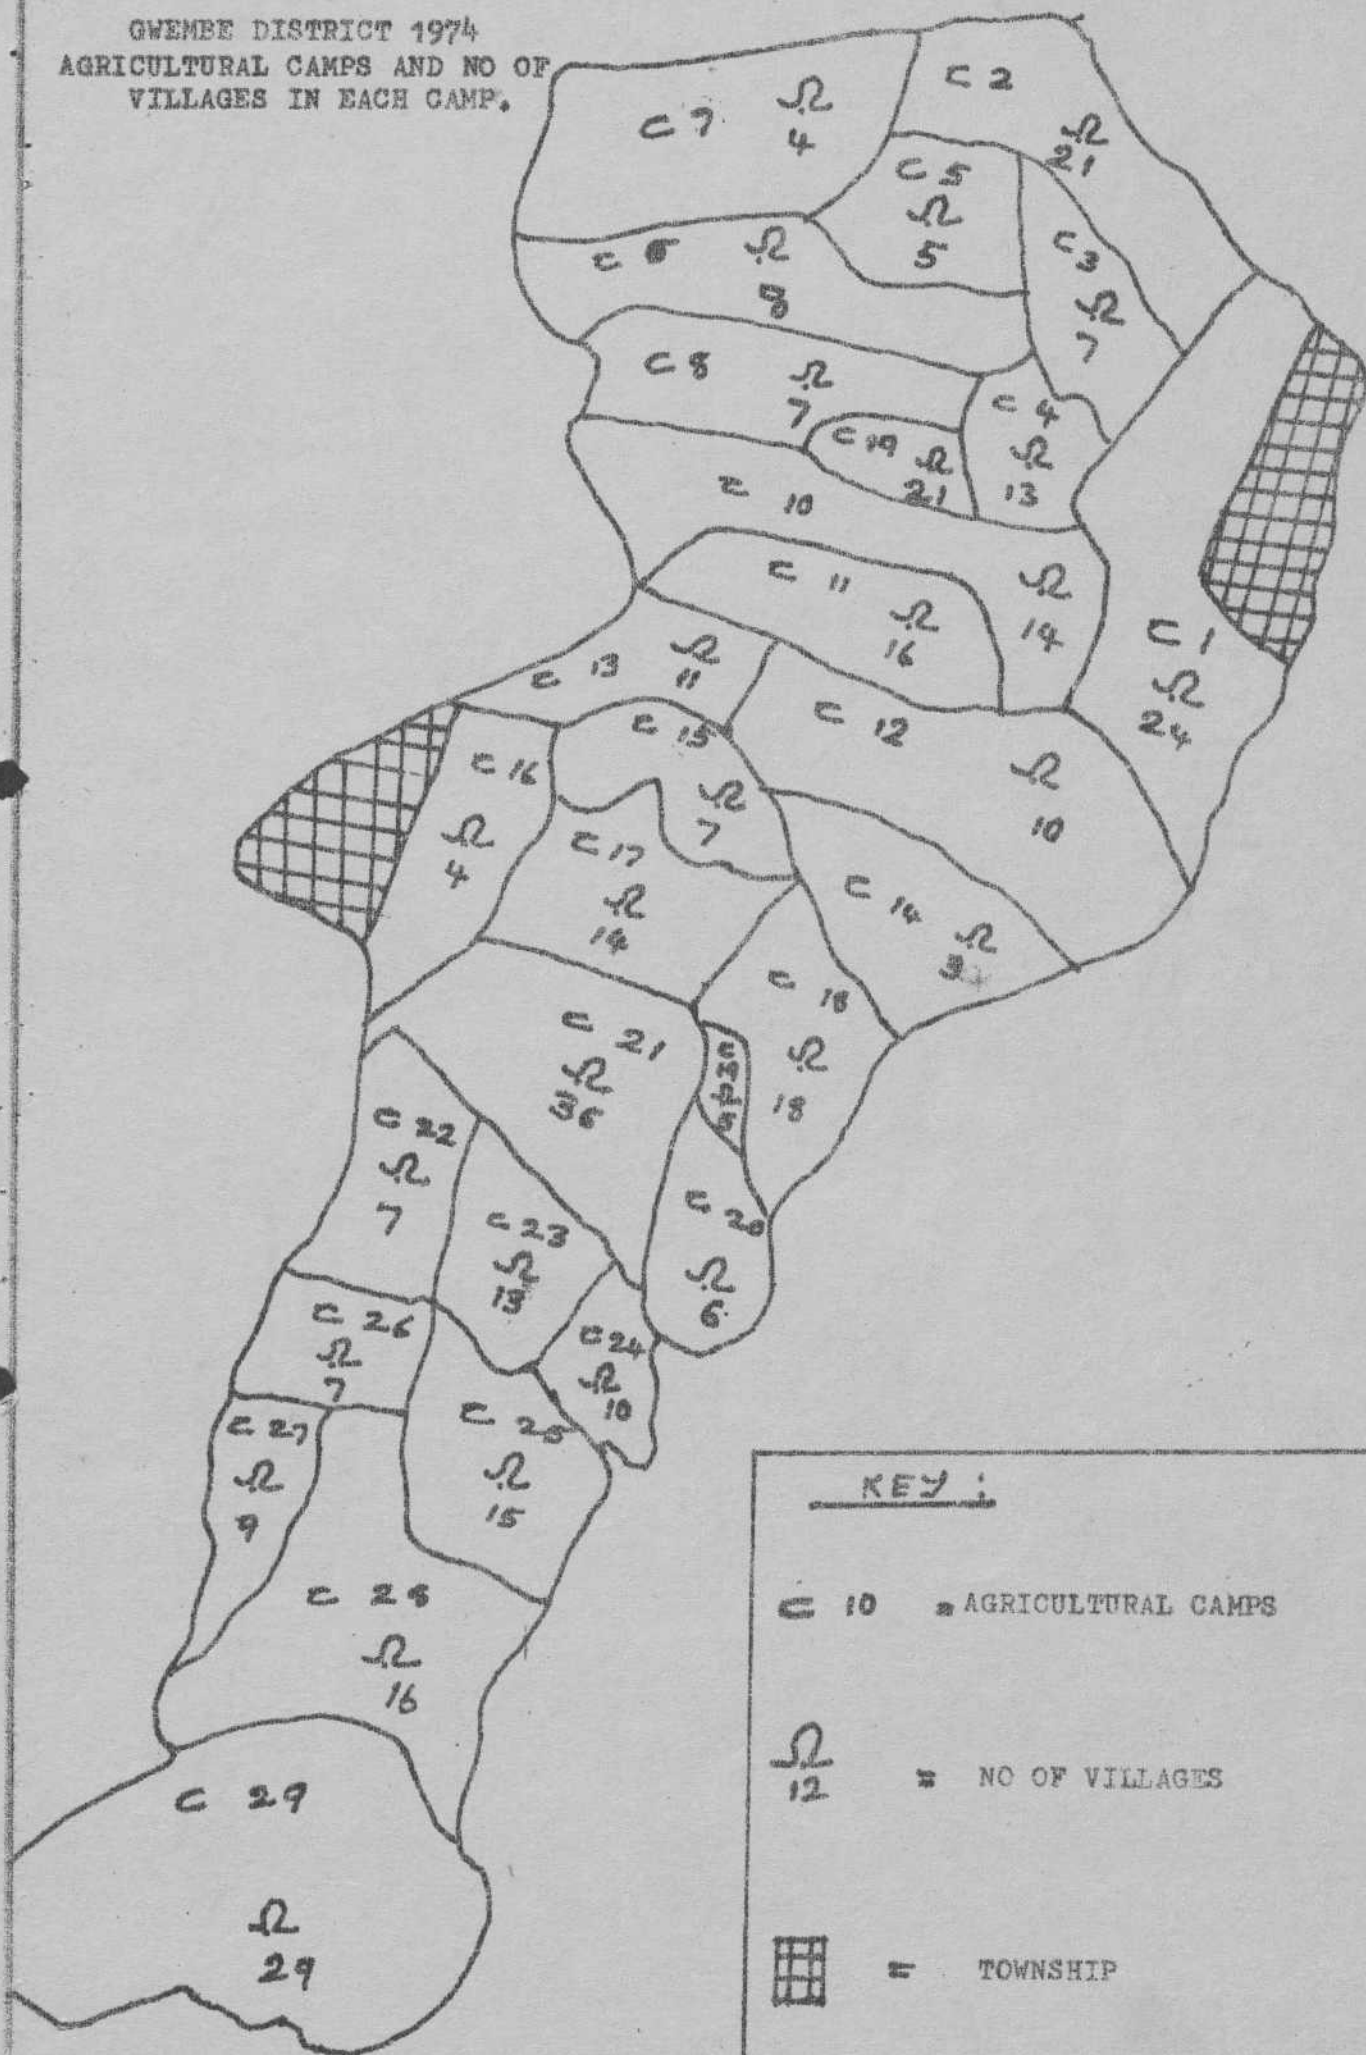 GWEMBE DISTRICT 1974
AGRICULTURAL CAMPS AND NO OF
VILLAGES IN EACH CAMP.
C 2
21
C 7
4
C 5
5
C 3
7
C 6
8
C 8
7
C 4
13
C 19
21
C 10
14
C 11
16
C 1
24
C 13
11
C 12
10
C 15
7
C 16
4
C 17
14
C 14
3
C 18
18
C 21
36
C 22
7
C 20
6
C 23
13
C 26
7
C 24
10
C 25
15
C 27
9
C 28
16
C 29
29
KEY :
C 10 = AGRICULTURAL CAMPS
Ω
12 = NO OF VILLAGES
= TOWNSHIP